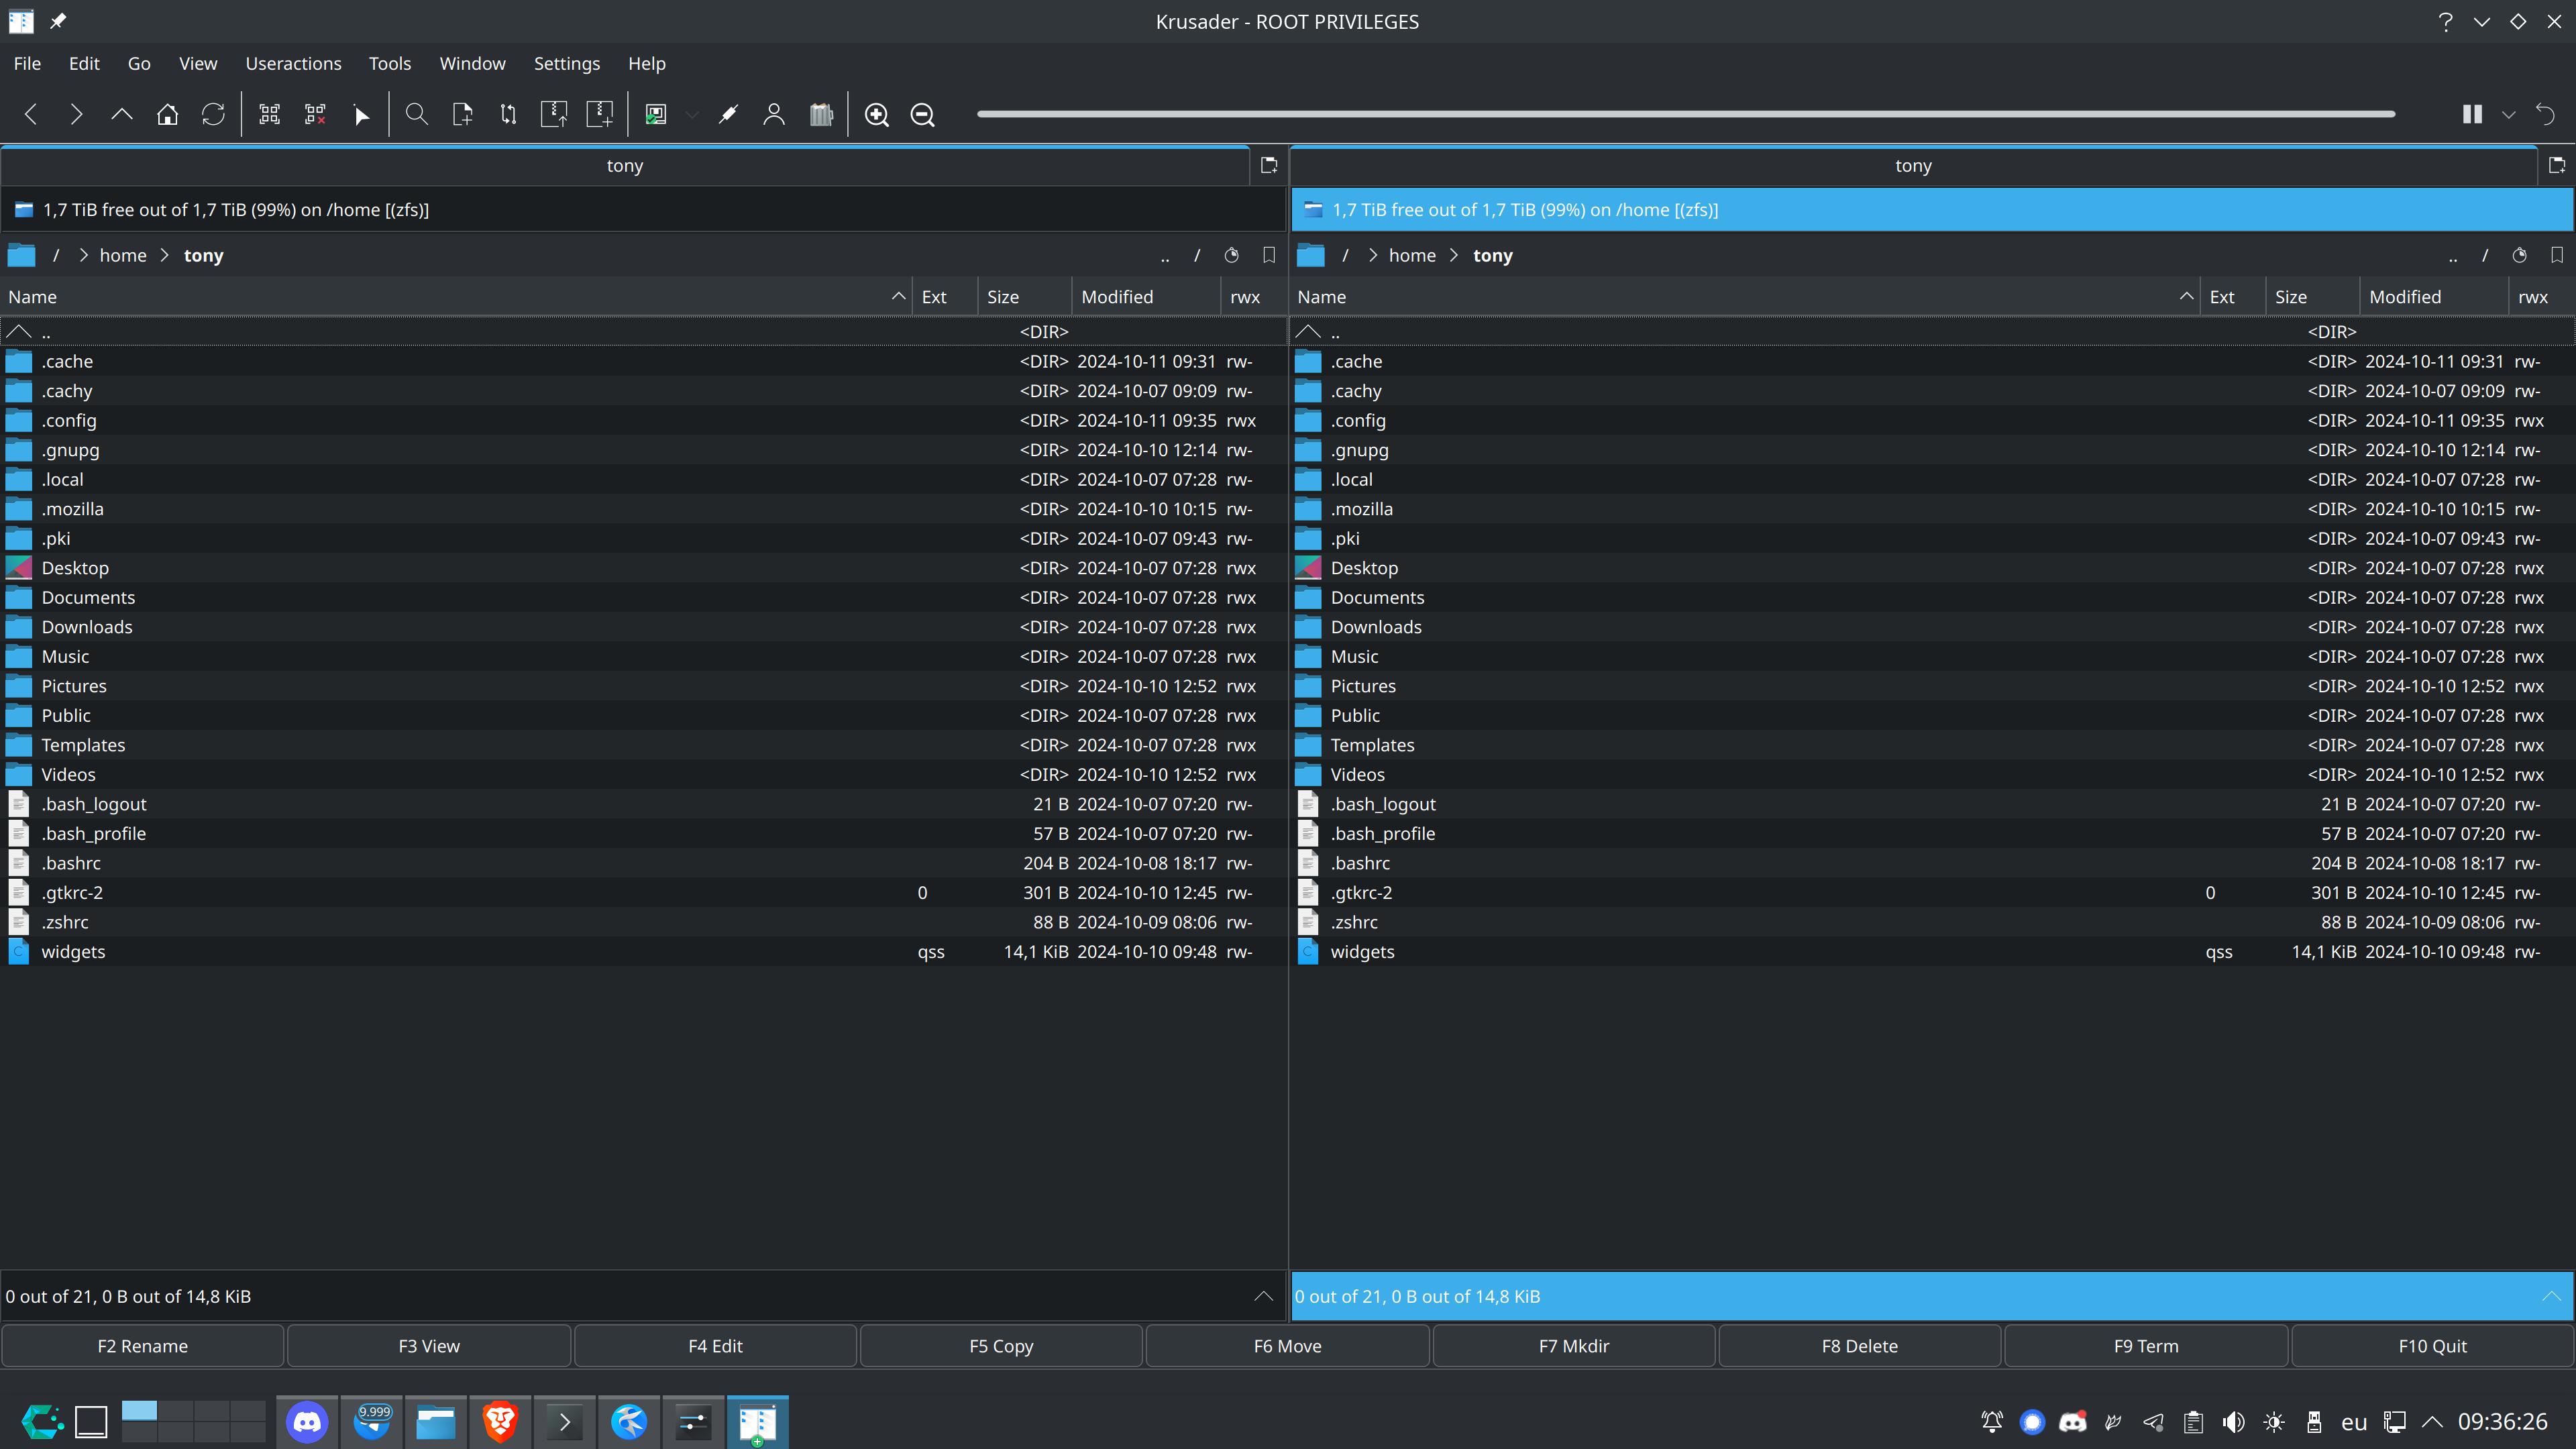 Krusader - ROOT PRIVILEGES
File Edit Go View Useractions Tools Window Settings Help
tony
1,7 TiB free out of 1,7 TiB (99%) on /home [(zfs)]
/ > home > tony .. /
Name Ext Size Modified rwx
.. <DIR>
.cache <DIR> 2024-10-11 09:31 rw-
.cachy <DIR> 2024-10-07 09:09 rw-
.config <DIR> 2024-10-11 09:35 rwx
.gnupg <DIR> 2024-10-10 12:14 rw-
.local <DIR> 2024-10-07 07:28 rw-
.mozilla <DIR> 2024-10-10 10:15 rw-
.pki <DIR> 2024-10-07 09:43 rw-
Desktop <DIR> 2024-10-07 07:28 rwx
Documents <DIR> 2024-10-07 07:28 rwx
Downloads <DIR> 2024-10-07 07:28 rwx
Music <DIR> 2024-10-07 07:28 rwx
Pictures <DIR> 2024-10-10 12:52 rwx
Public <DIR> 2024-10-07 07:28 rwx
Templates <DIR> 2024-10-07 07:28 rwx
Videos <DIR> 2024-10-10 12:52 rwx
.bash_logout 21 B 2024-10-07 07:20 rw-
.bash_profile 57 B 2024-10-07 07:20 rw-
.bashrc 204 B 2024-10-08 18:17 rw-
.gtkrc-2 0 301 B 2024-10-10 12:45 rw-
.zshrc 88 B 2024-10-09 08:06 rw-
widgets qss 14,1 KiB 2024-10-10 09:48 rw-
0 out of 21, 0 B out of 14,8 KiB
tony
1,7 TiB free out of 1,7 TiB (99%) on /home [(zfs)]
/ > home > tony .. /
Name Ext Size Modified rwx
.. <DIR>
.cache <DIR> 2024-10-11 09:31 rw-
.cachy <DIR> 2024-10-07 09:09 rw-
.config <DIR> 2024-10-11 09:35 rwx
.gnupg <DIR> 2024-10-10 12:14 rw-
.local <DIR> 2024-10-07 07:28 rw-
.mozilla <DIR> 2024-10-10 10:15 rw-
.pki <DIR> 2024-10-07 09:43 rw-
Desktop <DIR> 2024-10-07 07:28 rwx
Documents <DIR> 2024-10-07 07:28 rwx
Downloads <DIR> 2024-10-07 07:28 rwx
Music <DIR> 2024-10-07 07:28 rwx
Pictures <DIR> 2024-10-10 12:52 rwx
Public <DIR> 2024-10-07 07:28 rwx
Templates <DIR> 2024-10-07 07:28 rwx
Videos <DIR> 2024-10-10 12:52 rwx
.bash_logout 21 B 2024-10-07 07:20 rw-
.bash_profile 57 B 2024-10-07 07:20 rw-
.bashrc 204 B 2024-10-08 18:17 rw-
.gtkrc-2 0 301 B 2024-10-10 12:45 rw-
.zshrc 88 B 2024-10-09 08:06 rw-
widgets qss 14,1 KiB 2024-10-10 09:48 rw-
0 out of 21, 0 B out of 14,8 KiB
F2 Rename F3 View F4 Edit F5 Copy F6 Move F7 Mkdir F8 Delete F9 Term F10 Quit
9.999 eu 09:36:26